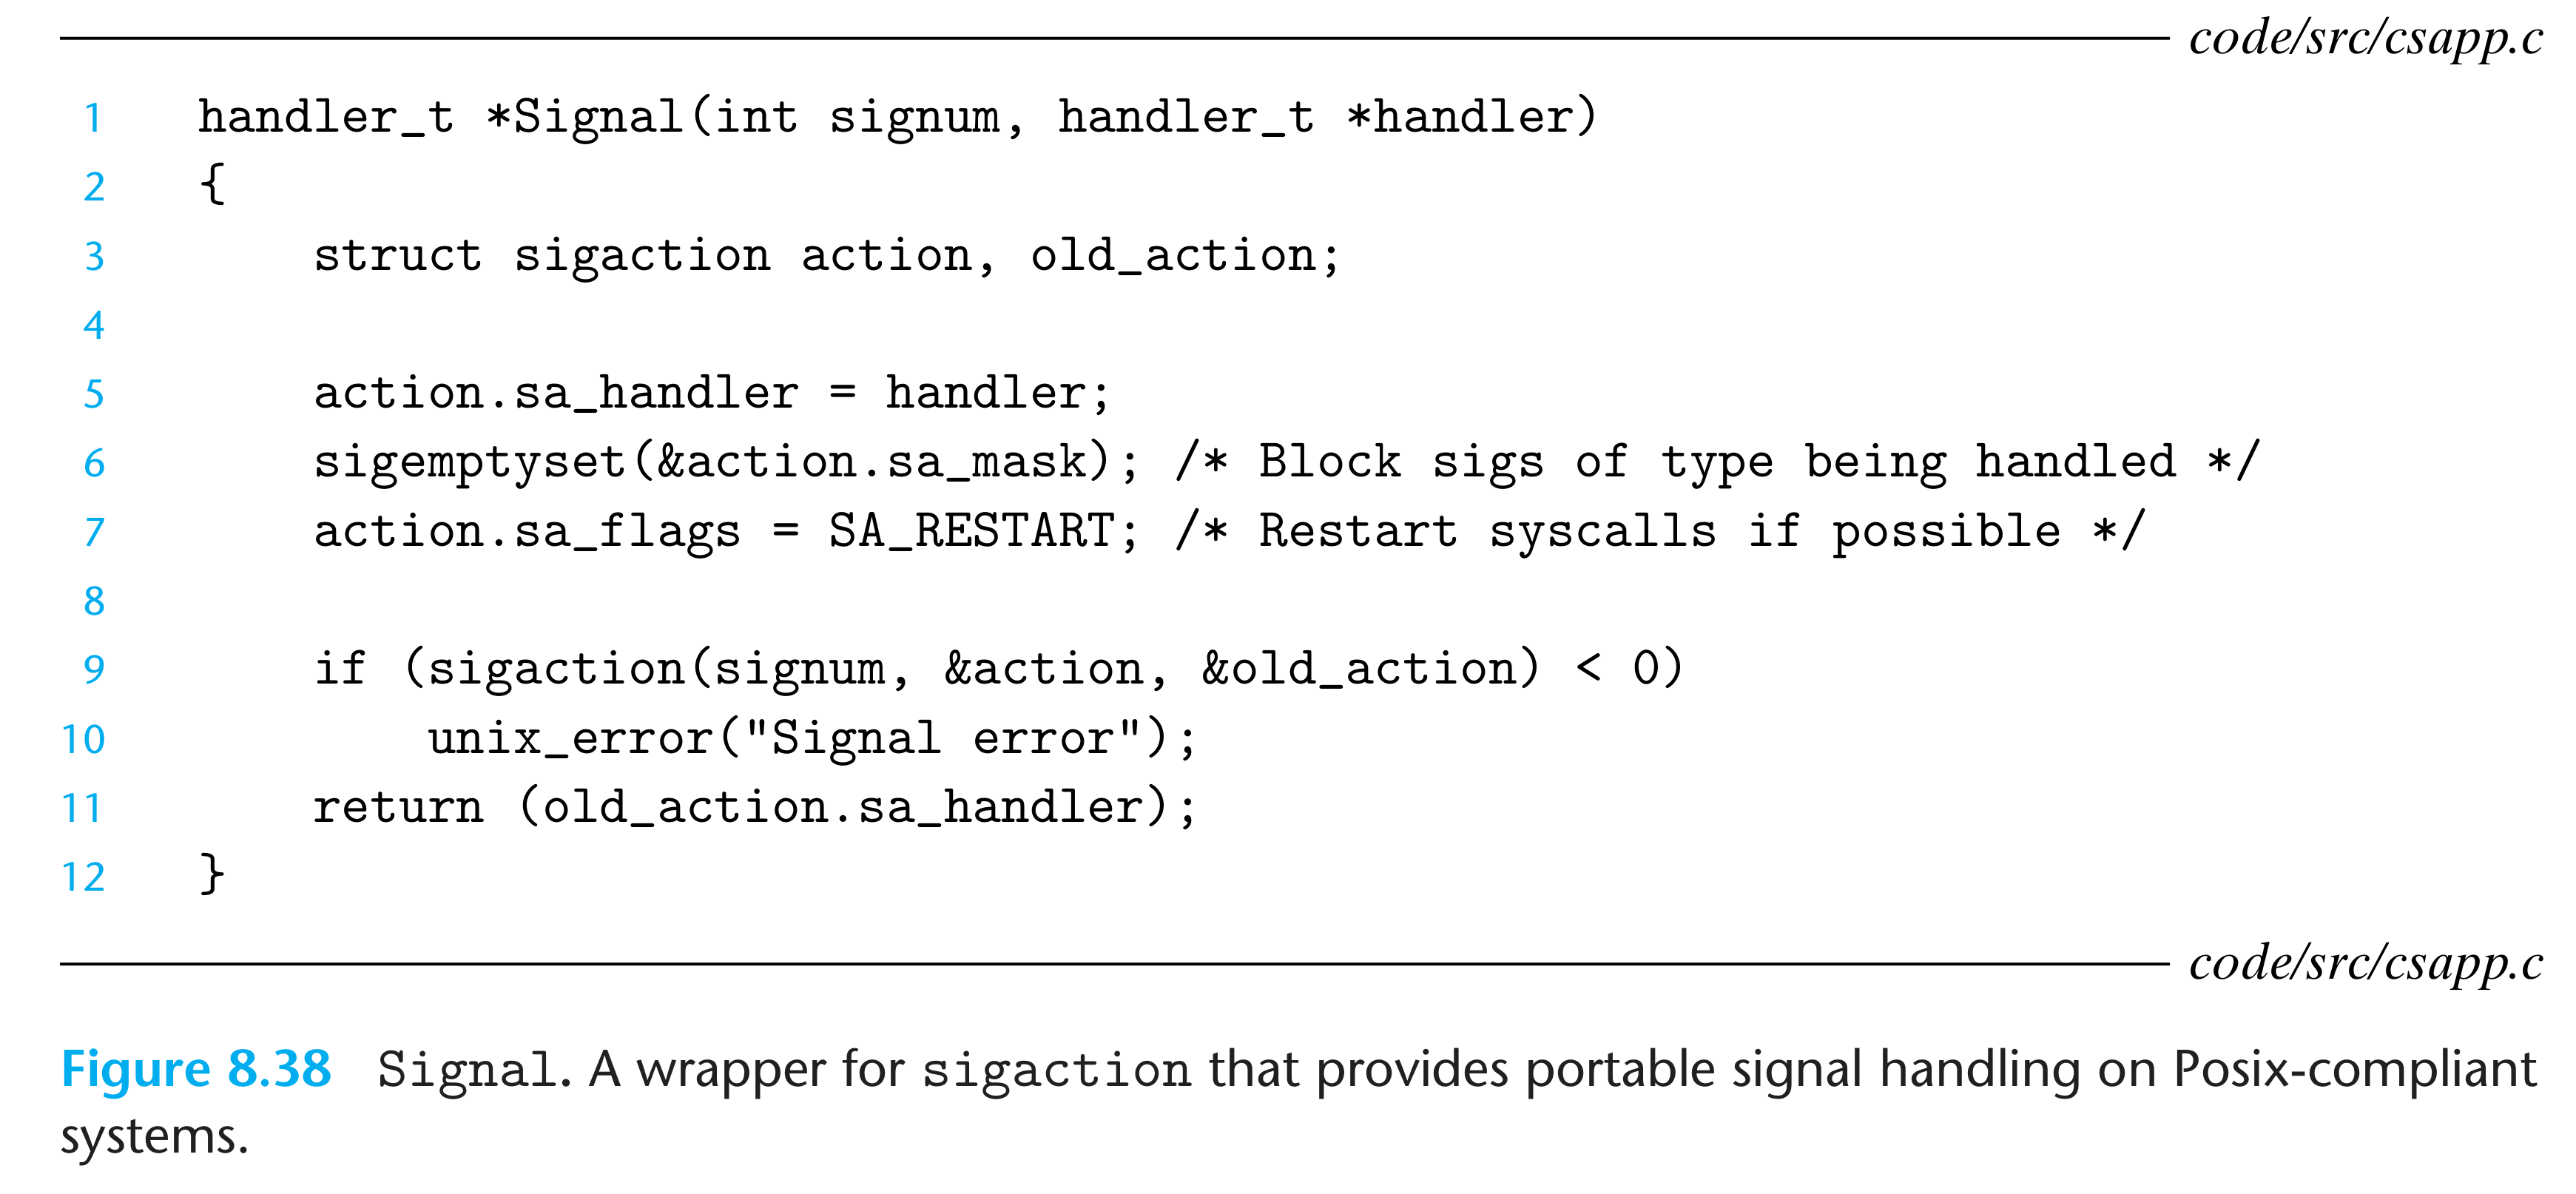 code/src/csapp.c
1 handler_t *Signal(int signum, handler_t *handler)
2 {
3 struct sigaction action, old_action;
4
5 action.sa_handler = handler;
6 sigemptyset(&action.sa_mask); /* Block sigs of type being handled */
7 action.sa_flags = SA_RESTART; /* Restart syscalls if possible */
8
9 if (sigaction(signum, &action, &old_action) < 0)
10 unix_error("Signal error");
11 return (old_action.sa_handler);
12 }
code/src/csapp.c
Figure 8.38 Signal. A wrapper for sigaction that provides portable signal handling on Posix-compliant
systems.